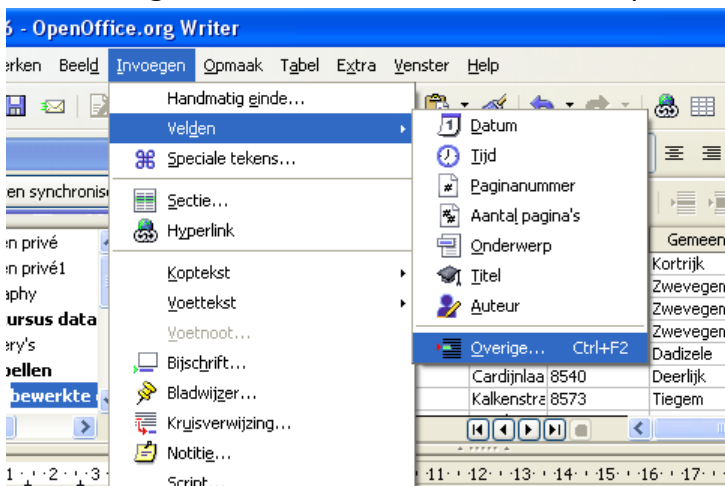 - OpenOffice.org Writer
erken Beeld Invoegen Opmaak Tabel Extra Venster Help
Handmatig einde...
Velden
Speciale tekens...
Sectie...
Hyperlink
Koptekst
Voettekst
Voetnoot...
Bijschrift...
Bladwijzer...
Kruisverwijzing...
Notitie...
Script...
Datum
Tijd
Paginanummer
Aantal pagina's
Onderwerp
Titel
Auteur
Overige... Ctrl+F2
en synchronis
en privé
en privé1
aphy
ursus data
ery's
bellen
bewerkte
Gemeen
Kortrijk
Zwevegen
Zwevegen
Zwevegen
Dadizele
Cardijnlaa 8540 Deerlijk
Kalkenstra 8573 Tiegem
1 2 3
11 12 13 14 15 16 17